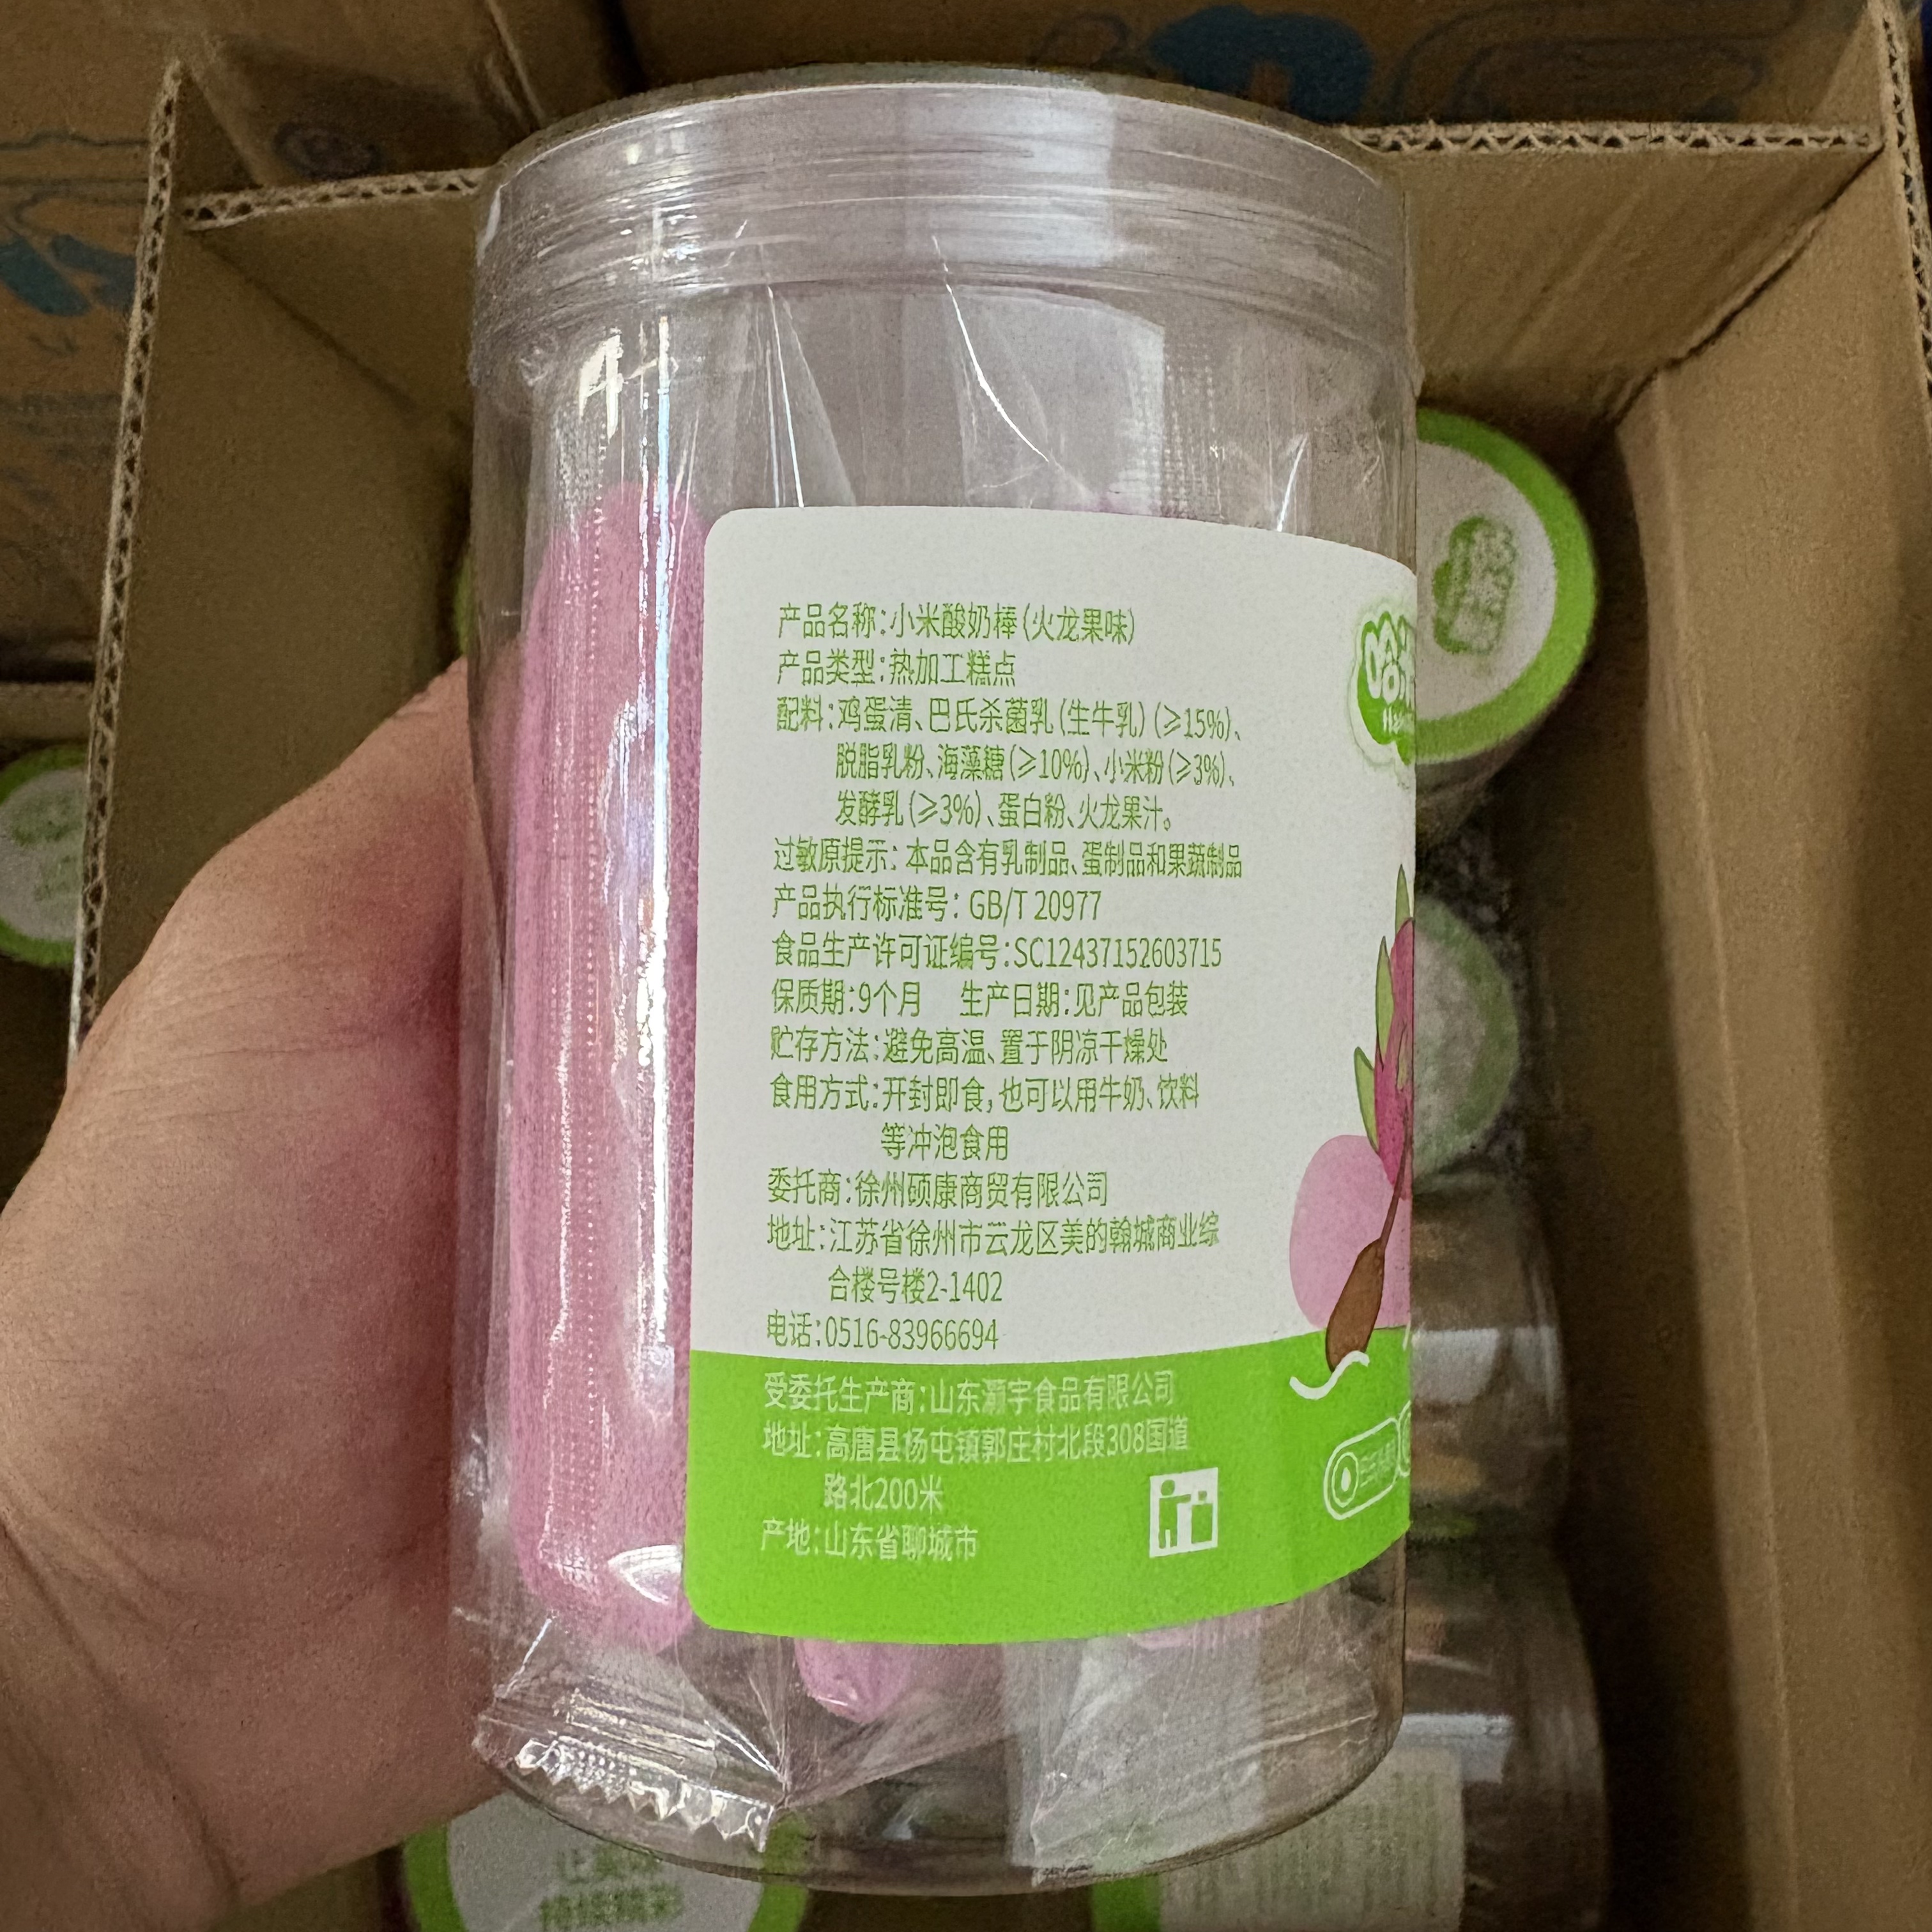 产品名称:小米酸奶棒(火龙果味)
产品类型:热加工糕点
配料:鸡蛋清、巴氏杀菌乳(生牛乳)(≥15%)、
脱脂乳粉、海藻糖(≥10%)、小米粉(≥3%)、
发酵乳(≥3%)、蛋白粉、火龙果汁。
过敏原提示:本品含有乳制品、蛋制品和果蔬制品
产品执行标准号:GB/T 20977
食品生产许可证编号:SC12437152603715
保质期:9个月 生产日期:见产品包装
贮存方法:避免高温、置于阴凉干燥处
食用方式:开封即食,也可以用牛奶、饮料
等冲泡食用
委托商:徐州硕康商贸有限公司
地址:江苏省徐州市云龙区美的翰城商业综
合楼号楼2-1402
电话:0516-83966694
受委托生产商:山东灏宇食品有限公司
地址:高唐县杨屯镇郭庄村北段308国道
路北200米
产地:山东省聊城市
哈